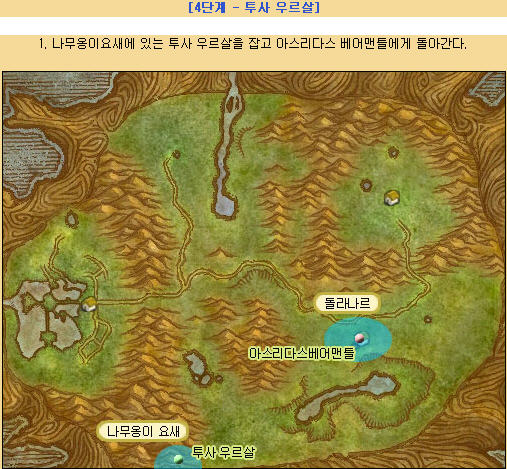 [4단계 - 투사 우르살]
1. 나무옹이요새에 있는 투사 우르살을 잡고 아스리다스 베어맨틀에게 돌아간다.
돌라나르
아스리다스베어맨틀
나무옹이 요새
투사 우르살